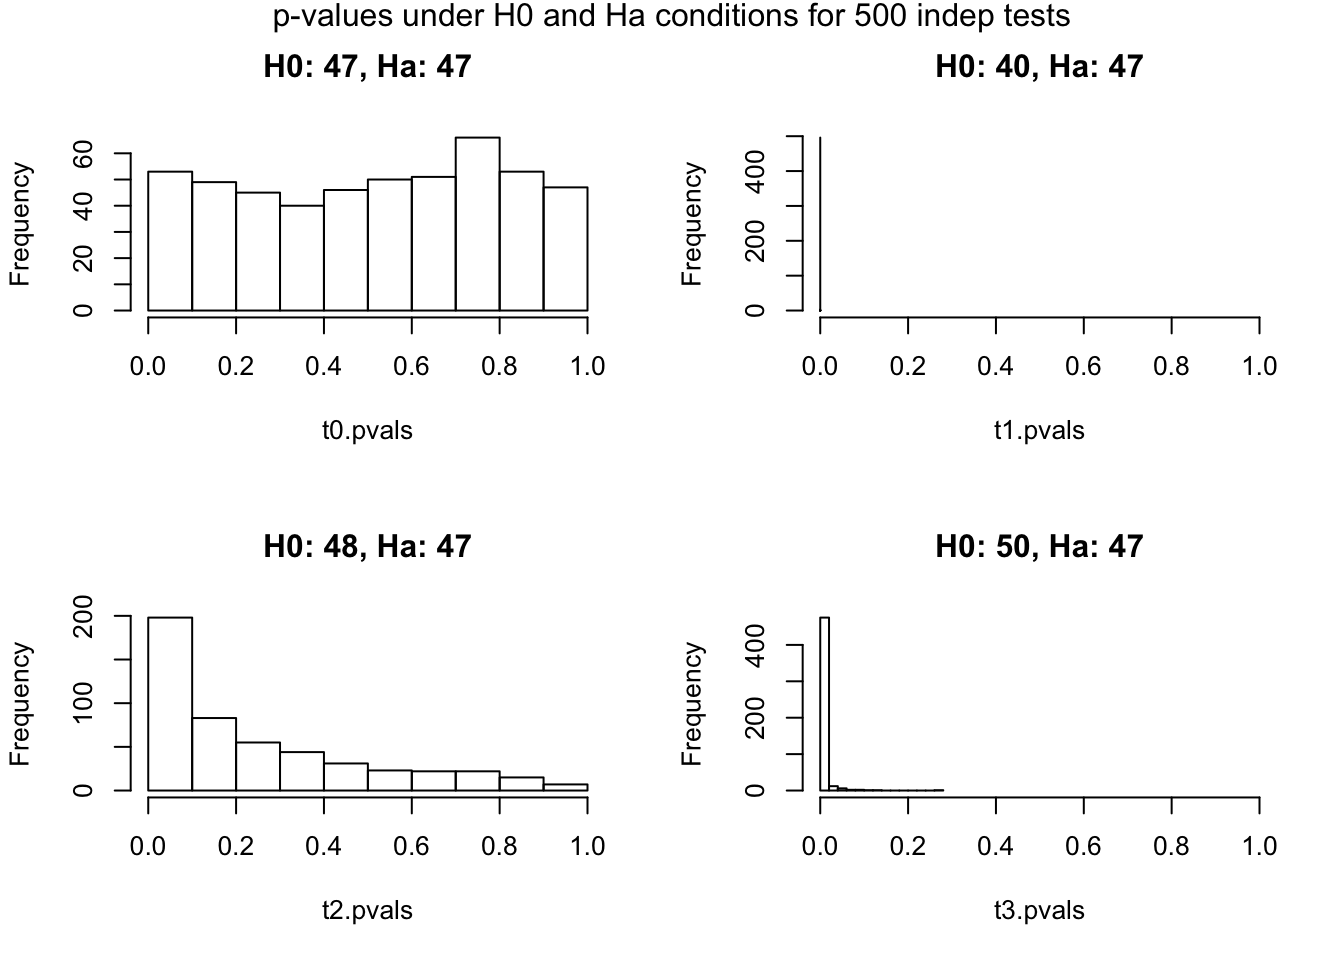 p-values under H0 and Ha conditions for 500 indep tests
H0: 47, Ha: 47
Frequency
60
40
20
0
0.0 0.2 0.4 0.6 0.8 1.0
t0.pvals
H0: 40, Ha: 47
Frequency
400
200
0
0.0 0.2 0.4 0.6 0.8 1.0
t1.pvals
H0: 48, Ha: 47
Frequency
200
100
0
0.0 0.2 0.4 0.6 0.8 1.0
t2.pvals
H0: 50, Ha: 47
Frequency
400
200
0
0.0 0.2 0.4 0.6 0.8 1.0
t3.pvals